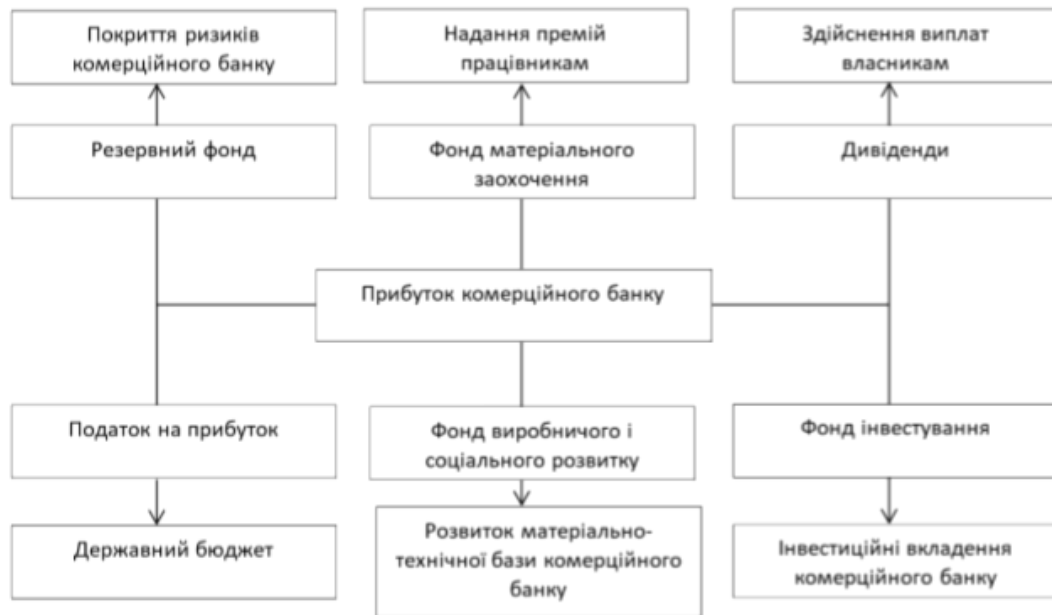 Покриття ризиків
комерційного банку
Надання премій
працівникам
Здійснення виплат
власникам
Резервний фонд
Фонд матеріального
заохочення
Дивіденди
Прибуток комерційного банку
Податок на прибуток
Фонд виробничого і
соціального розвитку
Фонд інвестування
Державний бюджет
Розвиток матеріально-
технічної бази комерційного
банку
Інвестиційні вкладення
комерційного банку